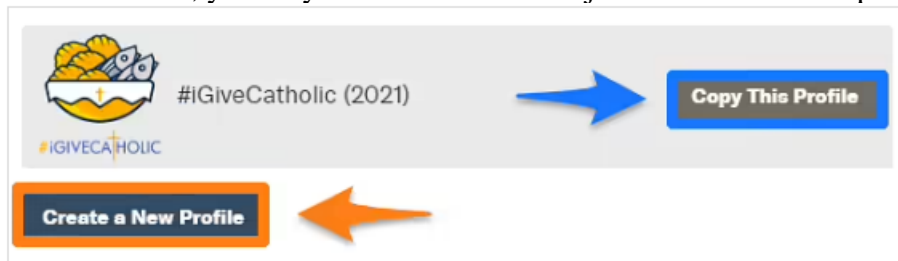 #iGiveCatholic (2021)
Copy This Profile
#IGIVECATHOLIC
Create a New Profile